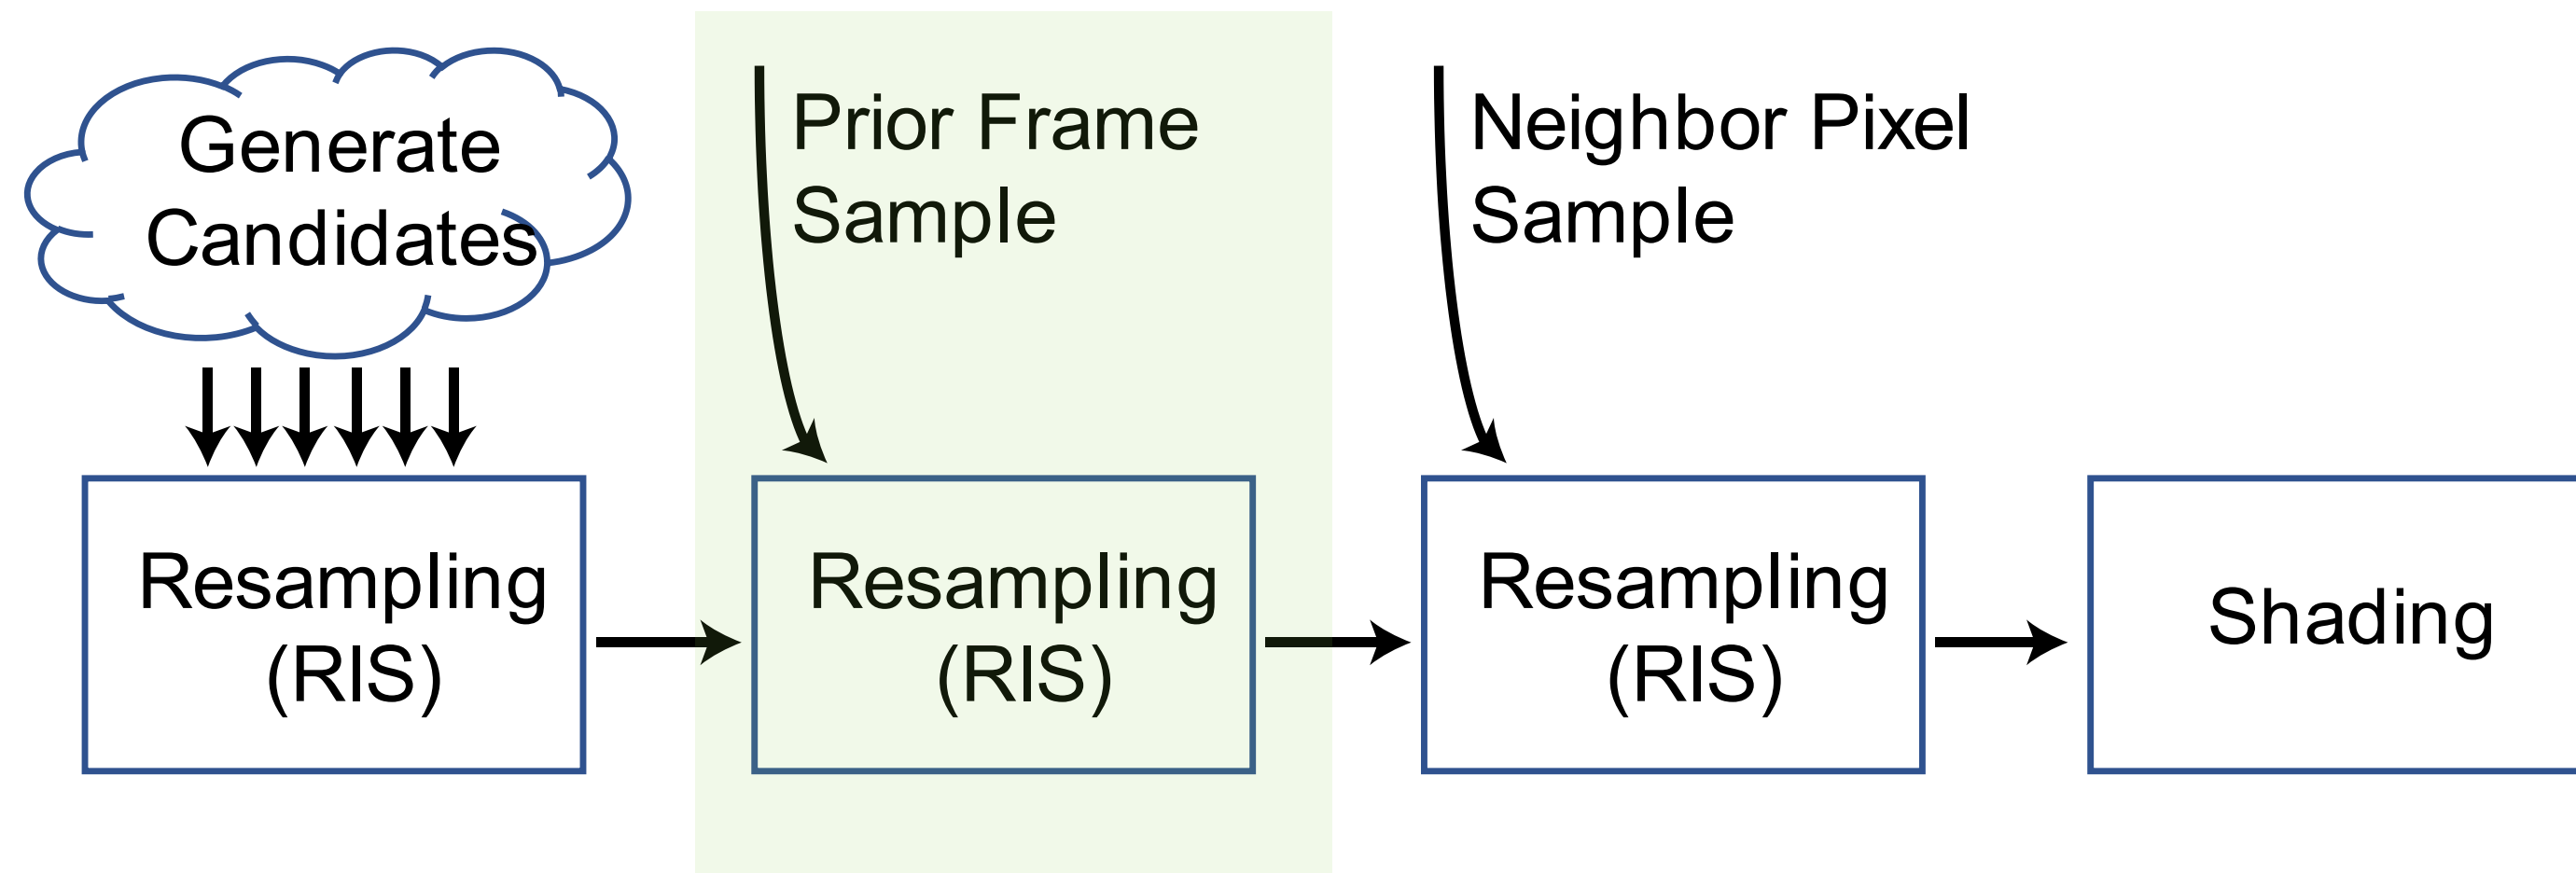 Generate
Candidates
Prior Frame
Sample
Neighbor Pixel
Sample
Resampling
(RIS)
Resampling
(RIS)
Resampling
(RIS)
Shading